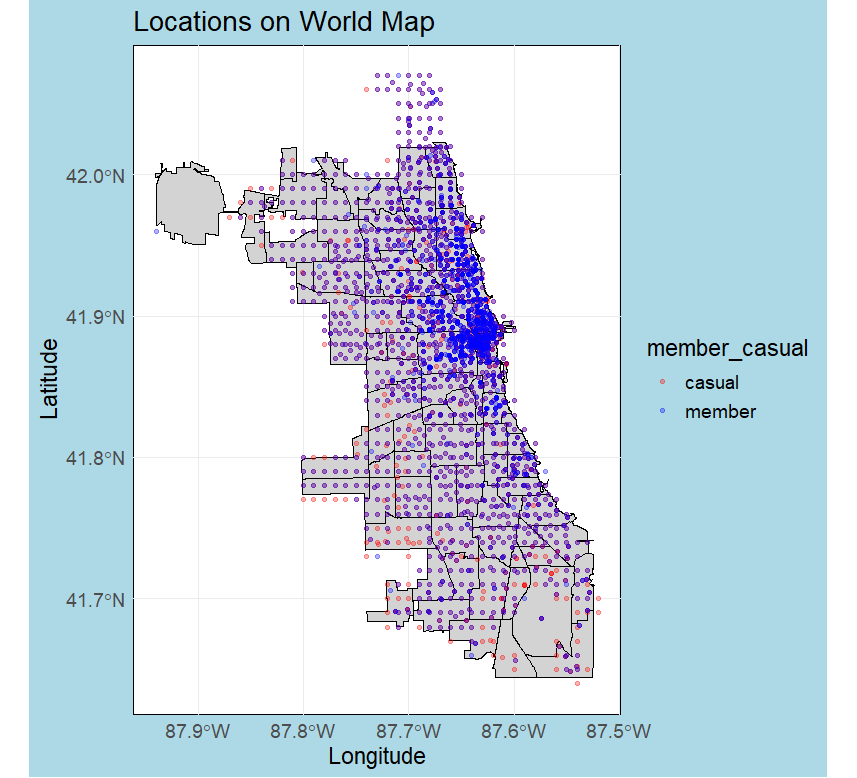 Locations on World Map
42.0°N
41.9°N
41.8°N
41.7°N
Latitude
87.9°W 87.8°W 87.7°W 87.6°W 87.5°W
Longitude
member_casual
casual
member